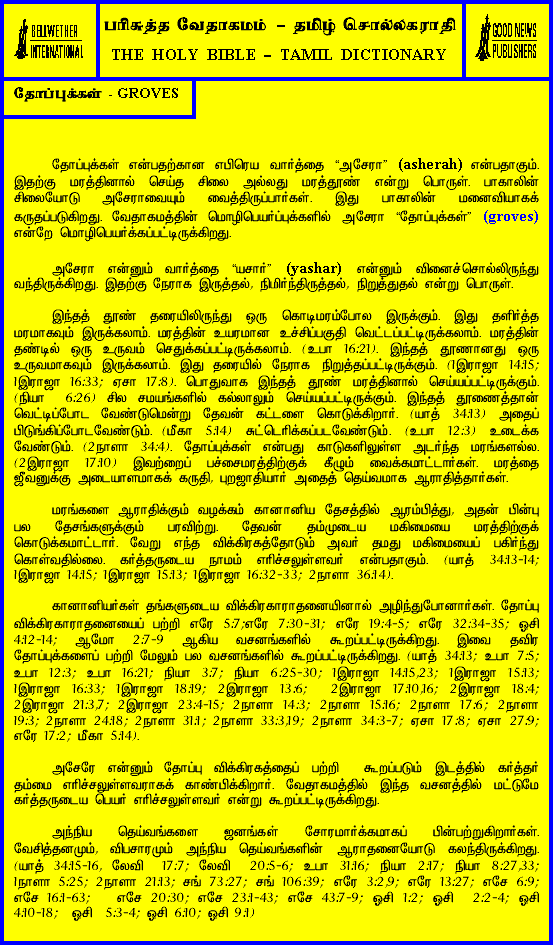 BELLWETHER
INTERNATIONAL
பரிசுத்த வேதாகமம் – தமிழ் சொல்லகராதி
THE HOLY BIBLE – TAMIL DICTIONARY
GOOD NEWS
PUBLISHERS
தோப்புக்கள் - GROVES
தோப்புக்கள் என்பதற்கான எபிரெய வார்த்தை “அசேரா” (asherah) என்பதாகும்.
இதற்கு மரத்தினால் செய்த சிலை அல்லது மரத்தூண் என்று பொருள். பாகாலின்
சிலையோடு அசேராவையும் வைத்திருப்பார்கள். இது பாகாலின் மனைவியாகக்
கருதப்படுகிறது. வேதாகமத்தின் மொழிபெயர்ப்புக்களில் அசேரா “தோப்புக்கள்” (groves)
என்றே மொழிபெயர்க்கப்பட்டிருக்கிறது.
அசேரா என்னும் வார்த்தை “யசார்” (yashar) என்னும் வினைச்சொல்லிருந்து
வந்திருக்கிறது. இதற்கு நேராக இருத்தல், நிமிர்ந்திருத்தல், நிறுத்துதல் என்று பொருள்.
இந்தத் தூண் தரையிலிருந்து ஒரு கொடிமரம்போல இருக்கும். இது தளிர்த்த
மரமாகவும் இருக்கலாம். மரத்தின் உயரமான உச்சிப்பகுதி வெட்டப்பட்டிருக்கலாம். மரத்தின்
தண்டில் ஒரு உருவம் செதுக்கப்பட்டிருக்கலாம். (உபா 16:21). இந்தத் தூணானது ஒரு
உருவமாகவும் இருக்கலாம். இது தரையில் நேராக நிறுத்தப்பட்டிருக்கும். (1இராஜா 14:15;
1இராஜா 16:33; ஏசா 17:8). பொதுவாக இந்தத் தூண் மரத்தினால் செய்யப்பட்டிருக்கும்.
(நியா 6:26) சில சமயங்களில் கல்லாலும் செய்யப்பட்டிருக்கும். இந்தத் தூணைத்தான்
வெட்டிப்போட வேண்டுமென்று தேவன் கட்டளை கொடுக்கிறார். (யாத் 34:13) அதைப்
பிடுங்கிப்போடவேண்டும். (மீகா 5:14) சுட்டெரிக்கப்படவேண்டும். (உபா 12:3) உடைக்க
வேண்டும். (2நாளா 34:4). தோப்புக்கள் என்பது காடுகளிலுள்ள அடர்ந்த மரங்களல்ல.
(2இராஜா 17:10) இவற்றைப் பச்சைமரத்திற்குக் கீழும் வைக்கமாட்டார்கள். மரத்தை
ஜீவனுக்கு அடையாளமாகக் கருதி, புறஜாதியார் அதைத் தெய்வமாக ஆராதித்தார்கள்.
மரங்களை ஆராதிக்கும் வழக்கம் கானானிய தேசத்தில் ஆரம்பித்து, அதன் பின்பு
பல தேசங்களுக்கும் பரவிற்று. தேவன் தம்முடைய மகிமையை மரத்திற்குக்
கொடுக்கமாட்டார். வேறு எந்த விக்கிரகத்தோடும் அவர் தமது மகிமையைப் பகிர்ந்து
கொள்வதில்லை. கர்த்தருடைய நாமம் எரிச்சலுள்ளவர் என்பதாகும். (யாத் 34:13-14;
1இராஜா 14:15; 1இராஜா 15:13; 1இராஜா 16:32-33; 2நாளா 36:14).
கானானியர்கள் தங்களுடைய விக்கிரகாராதனையினால் அழிந்துபோனார்கள். தோப்பு
விக்கிரகாராதனையைப் பற்றி எரே 5:7;எரே 7:30-31; எரே 19:4-5; எரே 32:34-35; ஓசி
4:12-14; ஆமோ 2:7-9 ஆகிய வசனங்களில் கூறப்பட்டிருக்கிறது. இவை தவிர
தோப்புக்களைப் பற்றி மேலும் பல வசனங்களில் கூறப்பட்டிருக்கிறது. (யாத் 34:13; உபா 7:5;
உபா 12:3; உபா 16:21; நியா 3:7; நியா 6:25-30; 1இராஜா 14:15,23; 1இராஜா 15:13;
1இராஜா 16:33; 1இராஜா 18:19; 2இராஜா 13:6; 2இராஜா 17:10,16; 2இராஜா 18:4;
2இராஜா 21:3,7; 2இராஜா 23:4-15; 2நாளா 14:3; 2நாளா 15:16; 2நாளா 17:6; 2நாளா
19:3; 2நாளா 24:18; 2நாளா 31:1; 2நாளா 33:3,19; 2நாளா 34:3-7; ஏசா 17:8; ஏசா 27:9;
எரே 17:2; மீகா 5:14).
அசேரே என்னும் தோப்பு விக்கிரகத்தைப் பற்றி கூறப்படும் இடத்தில் கர்த்தர்
தம்மை எரிச்சலுள்ளவராகக் காண்பிக்கிறார். வேதாகமத்தில் இந்த வசனத்தில் மட்டுமே
கர்த்தருடைய பெயர் எரிச்சலுள்ளவர் என்று கூறப்பட்டிருக்கிறது.
அந்நிய தெய்வங்களை ஜனங்கள் சோரமார்க்கமாகப் பின்பற்றுகிறார்கள்.
வேசித்தனமும், விபசாரமும் அந்நிய தெய்வங்களின் ஆராதனையோடு கலந்திருக்கிறது.
(யாத் 34:15-16, லேவி 17:7; லேவி 20:5-6; உபா 31:16; நியா 2:17; நியா 8:27,33;
1நாளா 5:25; 2நாளா 21:13; சங் 73:27; சங் 106:39; எரே 3:2,9; எரே 13:27; எசே 6:9;
எசே 16:1-63; எசே 20:30; எசே 23:1-43; எசே 43:7-9; ஓசி 1:2; ஓசி 2:2-4; ஓசி
4:10-18; ஓசி 5:3-4; ஓசி 6:10; ஓசி 9:1)